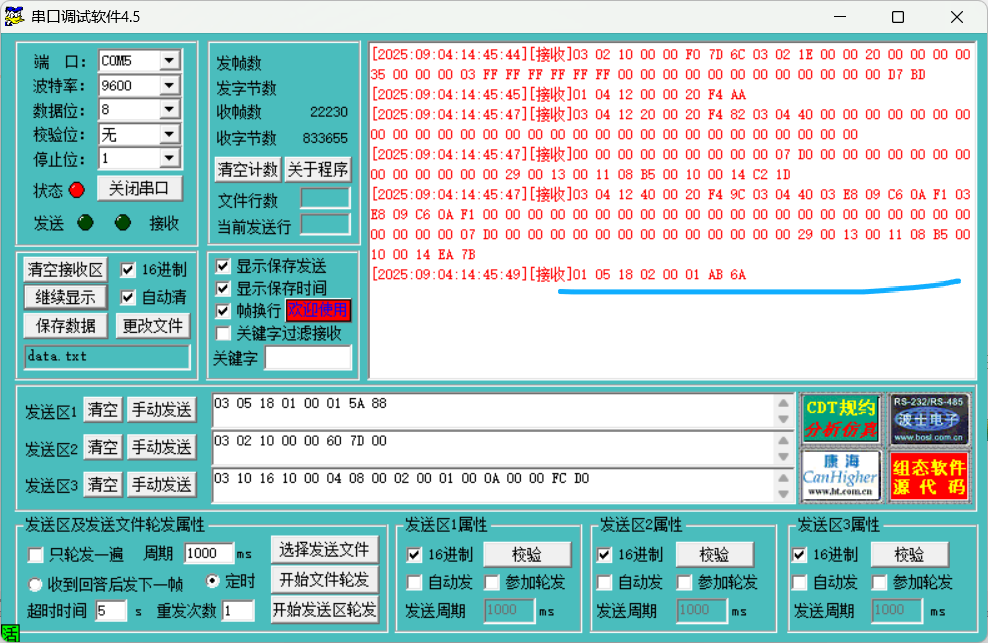 串口调试软件4.5
端 口: COM5
波特率: 9600
数据位: 8
校验位: 无
停止位: 1
状态 关闭串口
发送 接收
发帧数
发字节数
收帧数 22230
收字节数 833655
清空计数 关于程序
文件行数
当前发送行
[2025:09:04:14:45:44][接收]03 02 10 00 00 F0 7D 6C 03 02 1E 00 00 20 00 00 00 00
35 00 00 00 03 FF FF FF FF FF FF 00 00 00 00 00 00 00 00 00 00 00 D7 BD
[2025:09:04:14:45:45][接收]01 04 12 00 00 20 F4 AA
[2025:09:04:14:45:47][接收]03 04 12 20 00 20 F4 82 03 04 40 00 00 00 00 00 00 00
00 00 00 00 00 00 00 00 00 00 00 00 00 00 00 00 00 00 00 00 00
[2025:09:04:14:45:47][接收]00 00 00 00 00 00 00 00 00 07 D0 00 00 00 00 00 00 00
00 00 00 00 00 00 29 00 13 00 11 08 B5 00 10 00 14 C2 1D
[2025:09:04:14:45:47][接收]03 04 12 40 00 20 F4 9C 03 04 40 03 E8 09 C6 0A F1 03
E8 09 C6 0A F1 00 00 00 00 00 00 00 00 00 00 00 00 00 00 00 00 00 00 00 00 00 00
00 00 00 00 07 D0 00 00 00 00 00 00 00 00 00 00 00 00 00 00 29 00 13 00 11 08 B5 00
10 00 14 EA 7B
[2025:09:04:14:45:49][接收]01 05 18 02 00 01 AB 6A
清空接收区 16进制
继续显示 自动清
保存数据 更改文件
data.txt
显示保存发送
显示保存时间
帧换行 欢迎使用
关键字过滤接收
关键字
发送区1 清空 手动发送 03 05 18 01 00 01 5A 88
发送区2 清空 手动发送 03 02 10 00 00 60 7D 00
发送区3 清空 手动发送 03 10 16 10 00 04 08 00 02 00 01 00 0A 00 00 FC D0
CDT规约
分析仿真
RS-232/RS-485
波士电子
www.bosi.com.cn
康 海
CanHigher
www.ht.com.cn
组态软件
源 代 码
发送区及发送文件轮发属性
只轮发一遍 周期 1000 ms 选择发送文件
收到回答后发下一帧 定时 开始文件轮发
超时时间 5 s 重发次数 1 开始发送区轮发
发送区1属性
16进制 校验
自动发 参加轮发
发送周期 1000 ms
发送区2属性
16进制 校验
自动发 参加轮发
发送周期 1000 ms
发送区3属性
16进制 校验
自动发 参加轮发
发送周期 1000 ms
活